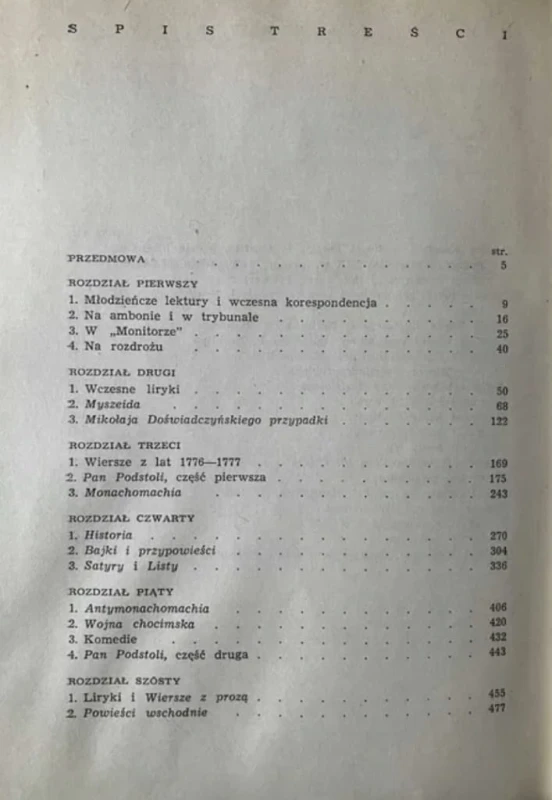 SPIS TREŚCI
str.
PRZEDMOWA . . . . . . . . . . . . 5
ROZDZIAŁ PIERWSZY
1. Młodzieńcze lektury i wczesna korespondencja . . . . . 9
2. Na ambonie i w trybunale . . . . . . . . 16
3. W „Monitorze” . . . . . . . . . . . 25
4. Na rozdrożu . . . . . . . . . . . 40
ROZDZIAŁ DRUGI
1. Wczesne liryki . . . . . . . . . . . 50
2. Myszeida . . . . . . . . . . . . 68
3. Mikołaja Doświadczyńskiego przypadki . . . . . . 122
ROZDZIAŁ TRZECI
1. Wiersze z lat 1776—1777 . . . . . . . . . 169
2. Pan Podstoli, część pierwsza . . . . . . . . 175
3. Monachomachia . . . . . . . . . . 243
ROZDZIAŁ CZWARTY
1. Historia . . . . . . . . . . . . . 270
2. Bajki i przypowieści . . . . . . . . . . 304
3. Satyry i Listy . . . . . . . . . . . 336
ROZDZIAŁ PIĄTY
1. Antymonachomachia . . . . . . . . . 406
2. Wojna chocimska . . . . . . . . . . 420
3. Komedie . . . . . . . . . . . . 432
4. Pan Podstoli, część druga . . . . . . . . . 443
ROZDZIAŁ SZÓSTY
1. Liryki i Wiersze z prozą . . . . . . . . . 455
2. Powieści wschodnie . . . . . . . . . . 477